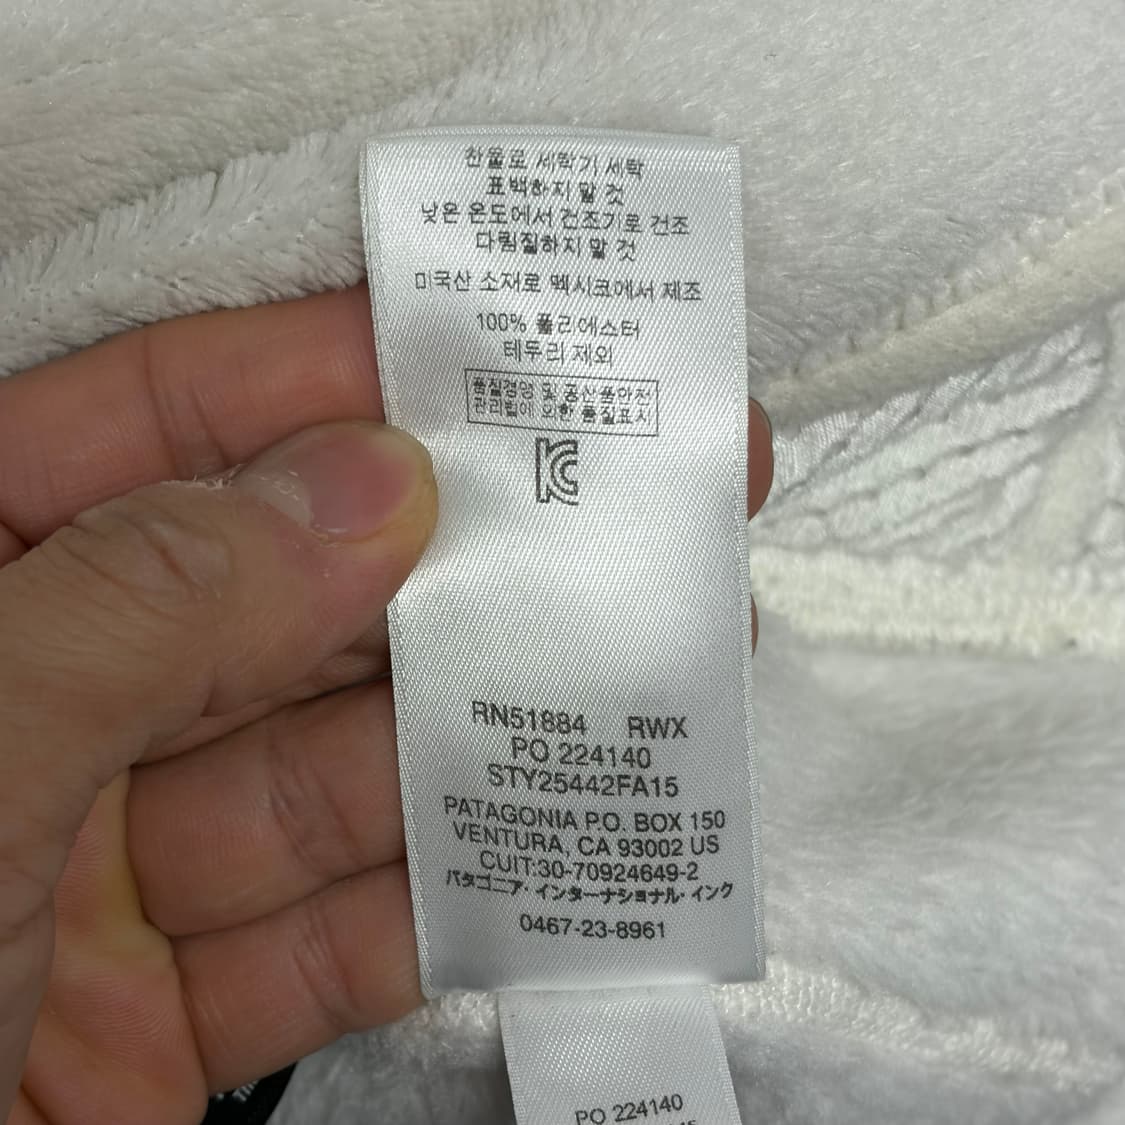 찬물로 세탁기 세탁
표백하지 말 것
낮은 온도에서 건조기로 건조
다림질하지 말 것
미국산 소재로 멕시코에서 제조
100% 폴리에스터
테두리 제외
품질경영 및 공산품안전
관리법에 의한 품질표시
RN51884 RWX
PO 224140
STY25442FA15
PATAGONIA P.O. BOX 150
VENTURA, CA 93002 US
CUIT:30-70924649-2
パタゴニア・インターナショナル・インク
0467-23-8961
PO 224140